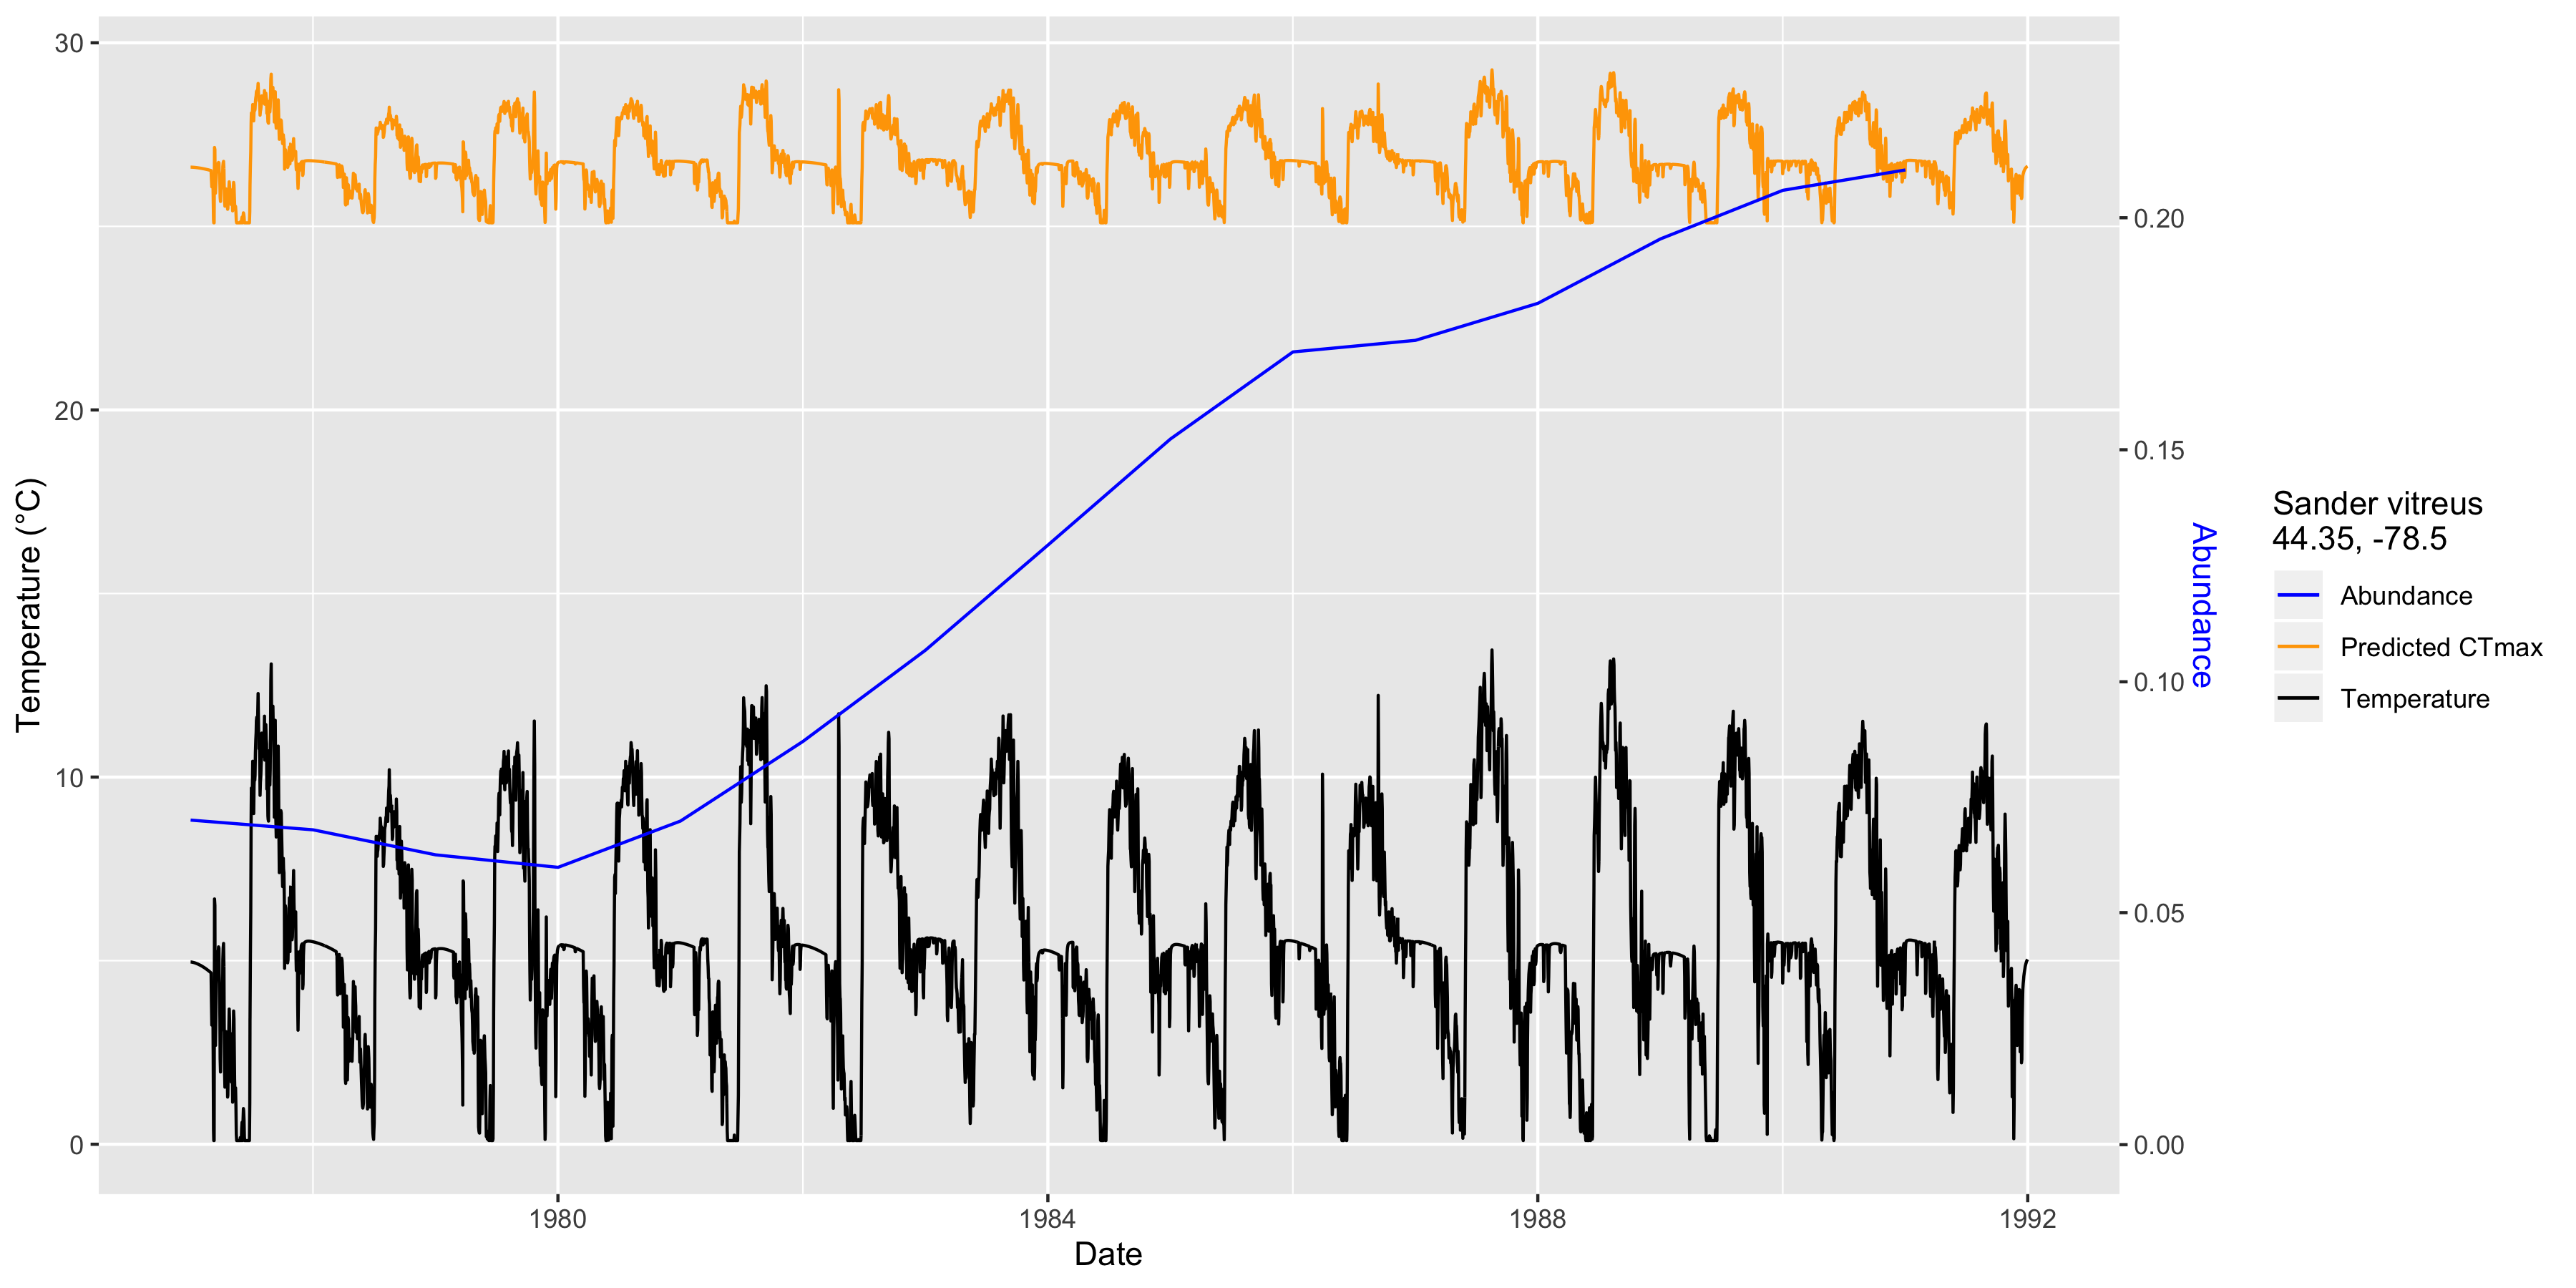 30
20
10
0
Temperature (°C)
1980
1984
1988
1992
Date
0.20
0.15
0.10
0.05
0.00
Abundance
Sander vitreus
44.35, -78.5
Abundance
Predicted CTmax
Temperature